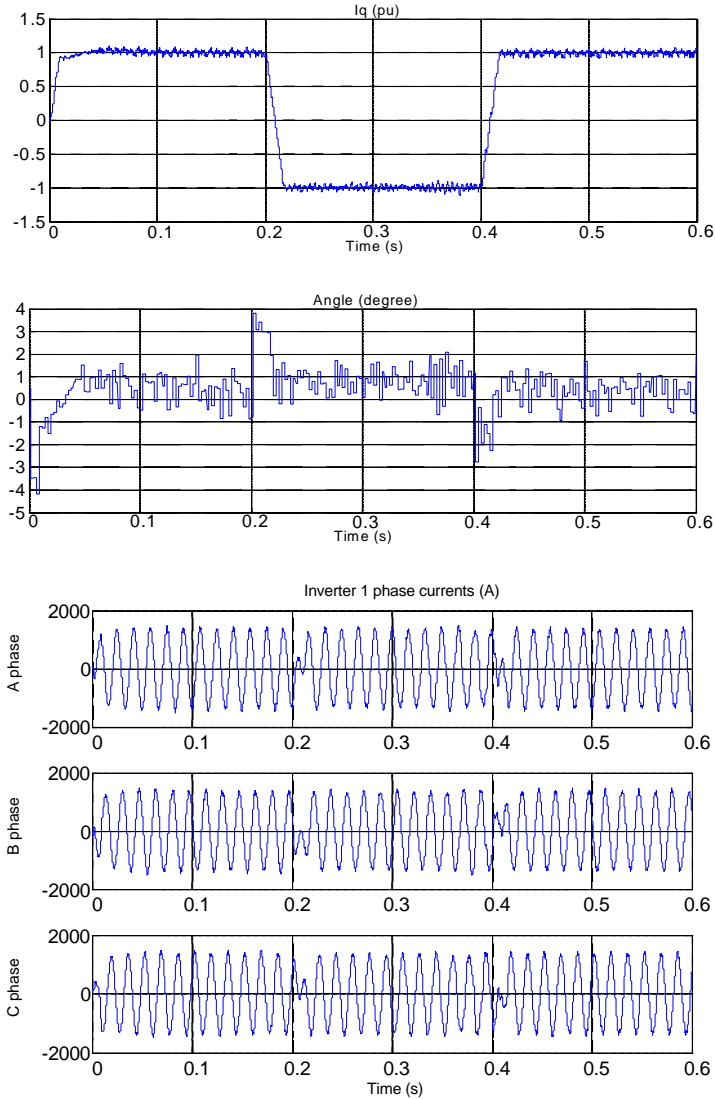 Iq (pu)
1.5
1
0.5
0
-0.5
-1
-1.5
0 0.1 0.2 0.3 0.4 0.5 0.6
Time (s)
Angle (degree)
4
3
2
1
0
-1
-2
-3
-4
-5
0 0.1 0.2 0.3 0.4 0.5 0.6
Time (s)
Inverter 1 phase currents (A)
A phase
2000
0
-2000
0 0.1 0.2 0.3 0.4 0.5 0.6
B phase
2000
0
-2000
0 0.1 0.2 0.3 0.4 0.5 0.6
C phase
2000
0
-2000
0 0.1 0.2 0.3 0.4 0.5 0.6
Time (s)